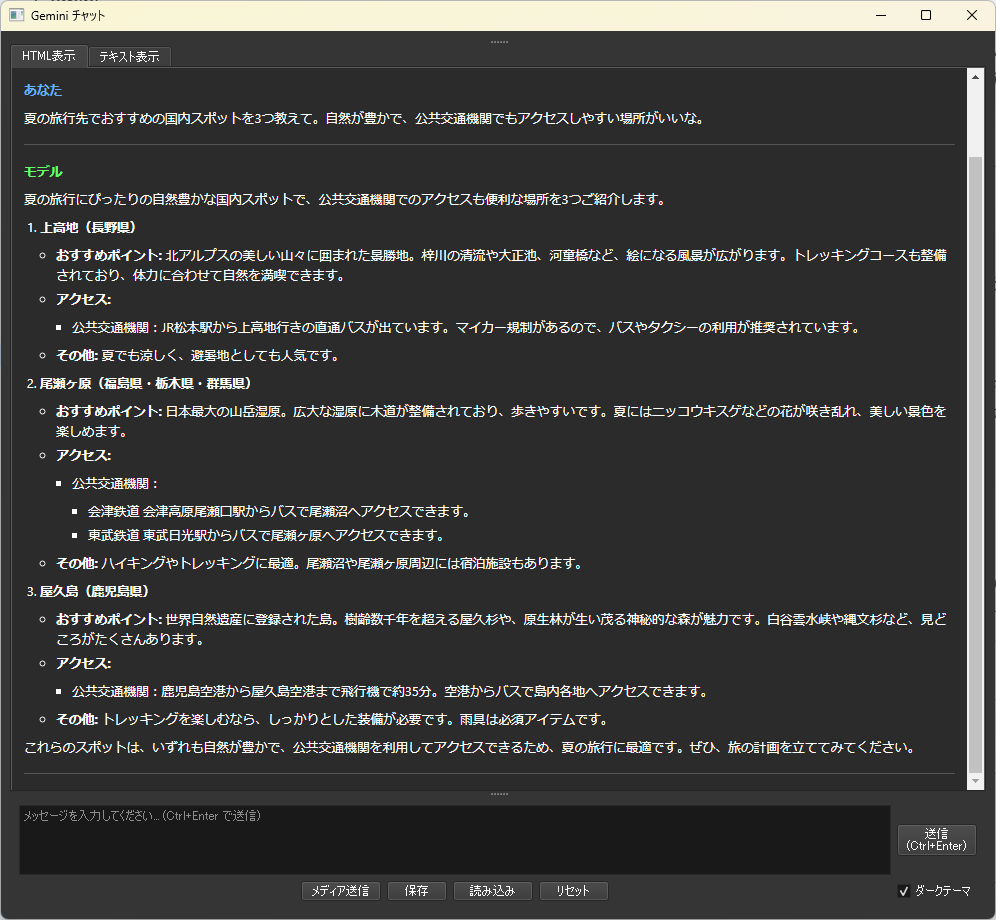 Gemini チャット
HTML表示
テキスト表示
あなた
夏の旅行先でおすすめの国内スポットを3つ教えて。自然が豊かで、公共交通機関でもアクセスしやすい場所がいいな。
モデル
夏の旅行にぴったりの自然豊かな国内スポットで、公共交通機関でのアクセスも便利な場所を3つご紹介します。
1. 上高地（長野県）
おすすめポイント: 北アルプスの美しい山々に囲まれた景勝地。梓川の清流や大正池、河童橋など、絵になる風景が広がります。トレッキングコースも整備
されており、体力に合わせて自然を満喫できます。
アクセス:
公共交通機関：JR松本駅から上高地行きの直通バスが出ています。マイカー規制があるので、バスやタクシーの利用が推奨されています。
その他: 夏でも涼しく、避暑地としても人気です。
2. 尾瀬ヶ原（福島県・栃木県・群馬県）
おすすめポイント: 日本最大の山岳湿原。広大な湿原に木道が整備されており、歩きやすいです。夏にはニッコウキスゲなどの花が咲き乱れ、美しい景色を
楽しめます。
アクセス:
公共交通機関：
会津鉄道 会津高原尾瀬口駅からバスで尾瀬沼へアクセスできます。
東武鉄道 東武日光駅からバスで尾瀬ヶ原へアクセスできます。
その他: ハイキングやトレッキングに最適。尾瀬沼や尾瀬ヶ原周辺には宿泊施設もあります。
3. 屋久島（鹿児島県）
おすすめポイント: 世界自然遺産に登録された島。樹齢数千年を超える屋久杉や、原生林が生い茂る神秘的な森が魅力です。白谷雲水峡や縄文杉など、見ど
ころがたくさんあります。
アクセス:
公共交通機関：鹿児島空港から屋久島空港まで飛行機で約35分。空港からバスで島内各地へアクセスできます。
その他: トレッキングを楽しむなら、しっかりとした装備が必要です。雨具は必須アイテムです。
これらのスポットは、いずれも自然が豊かで、公共交通機関を利用してアクセスできるため、夏の旅行に最適です。ぜひ、旅の計画を立ててみてください。
メッセージを入力してください... (Ctrl+Enter で送信)
送信
(Ctrl+Enter)
メディア送信
保存
読み込み
リセット
ダークテーマ